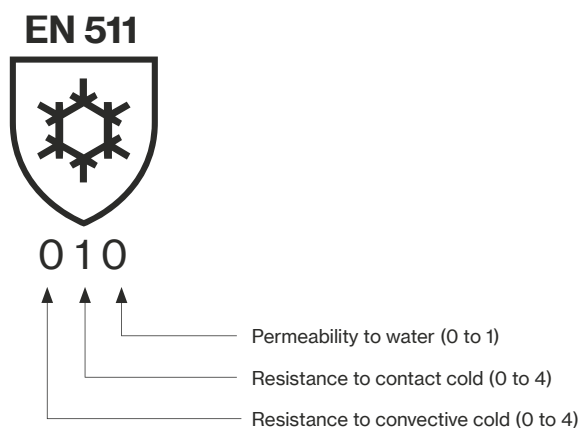 EN 511
0 1 0
Permeability to water (0 to 1)
Resistance to contact cold (0 to 4)
Resistance to convective cold (0 to 4)